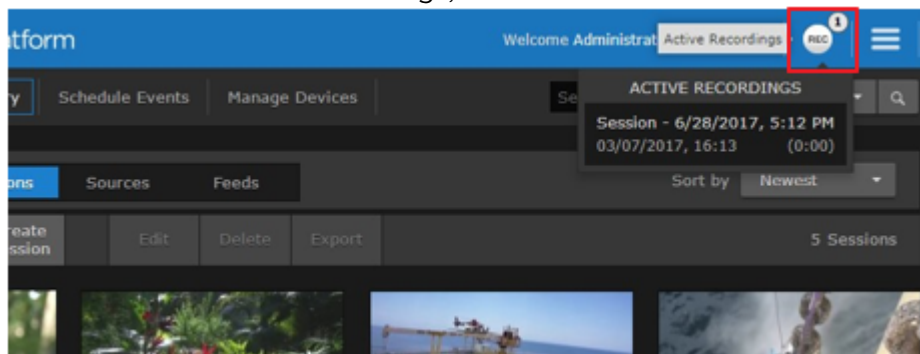 atform
Welcome Administrat
Active Recordings
REC
1
Schedule Events
Manage Devices
Se
ACTIVE RECORDINGS
Session - 6/28/2017, 5:12 PM
03/07/2017, 16:13 (0:00)
ons
Sources
Feeds
Sort by
Newest
reate
ssion
Edit
Delete
Export
5 Sessions